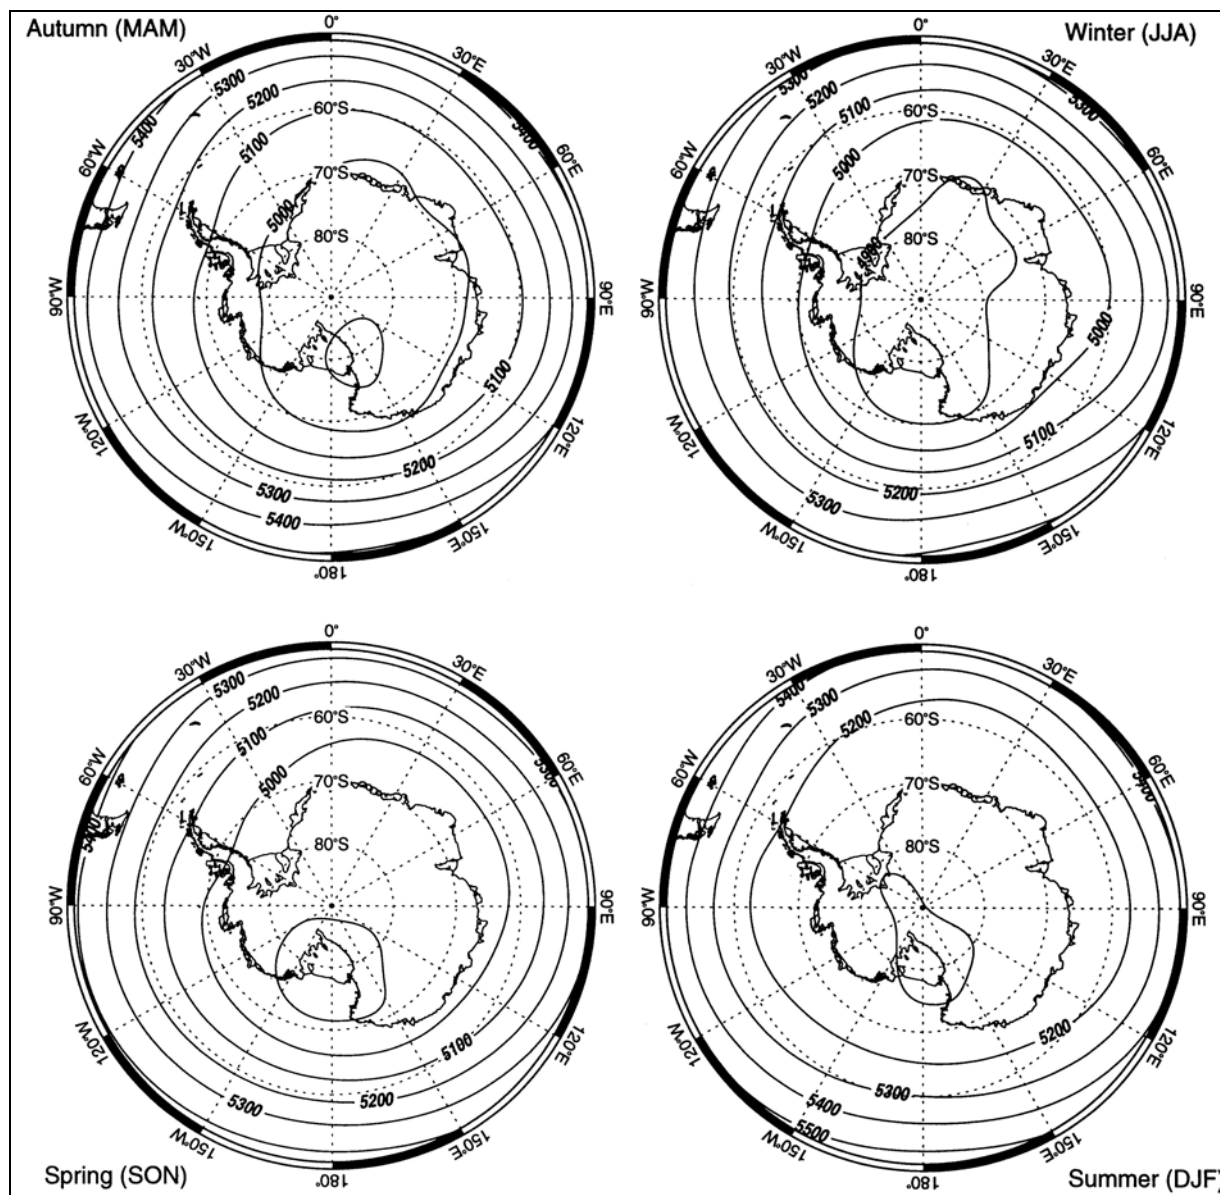 Autumn (MAM)
Winter (JJA)
0°
30°W
30°E
5300
5400
5200
60°S
5400
60°W
60°E
5100
70°S
5000
80°S
90°W
90°E
5100
5200
5300
5400
120°W
120°E
150°W
150°E
180°
0°
30°W
30°E
5300
5200
5300
5100
60°S
60°W
60°E
5000
70°S
80°S
4900
90°W
90°E
5000
5100
5200
5300
120°W
120°E
150°W
150°E
180°
0°
30°W
30°E
5300
5200
60°S
5100
5300
60°W
60°E
5000
70°S
5400
80°S
90°W
90°E
5100
5200
5300
120°W
120°E
150°W
150°E
180°
0°
30°W
30°E
5400
5300
5200
60°S
5400
60°W
60°E
70°S
80°S
90°W
90°E
5200
5300
5400
5500
120°W
120°E
150°W
150°E
180°
Spring (SON)
Summer (DJF)